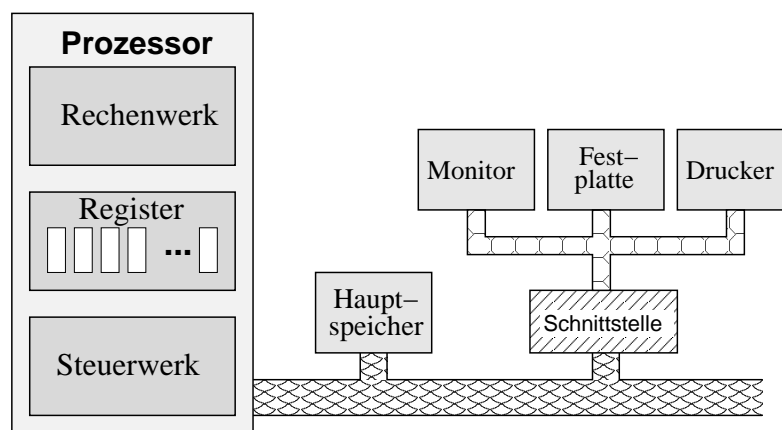 Prozessor
Rechenwerk
Register
...
Steuerwerk
Haupt–
speicher
Monitor
Fest–
platte
Drucker
Schnittstelle